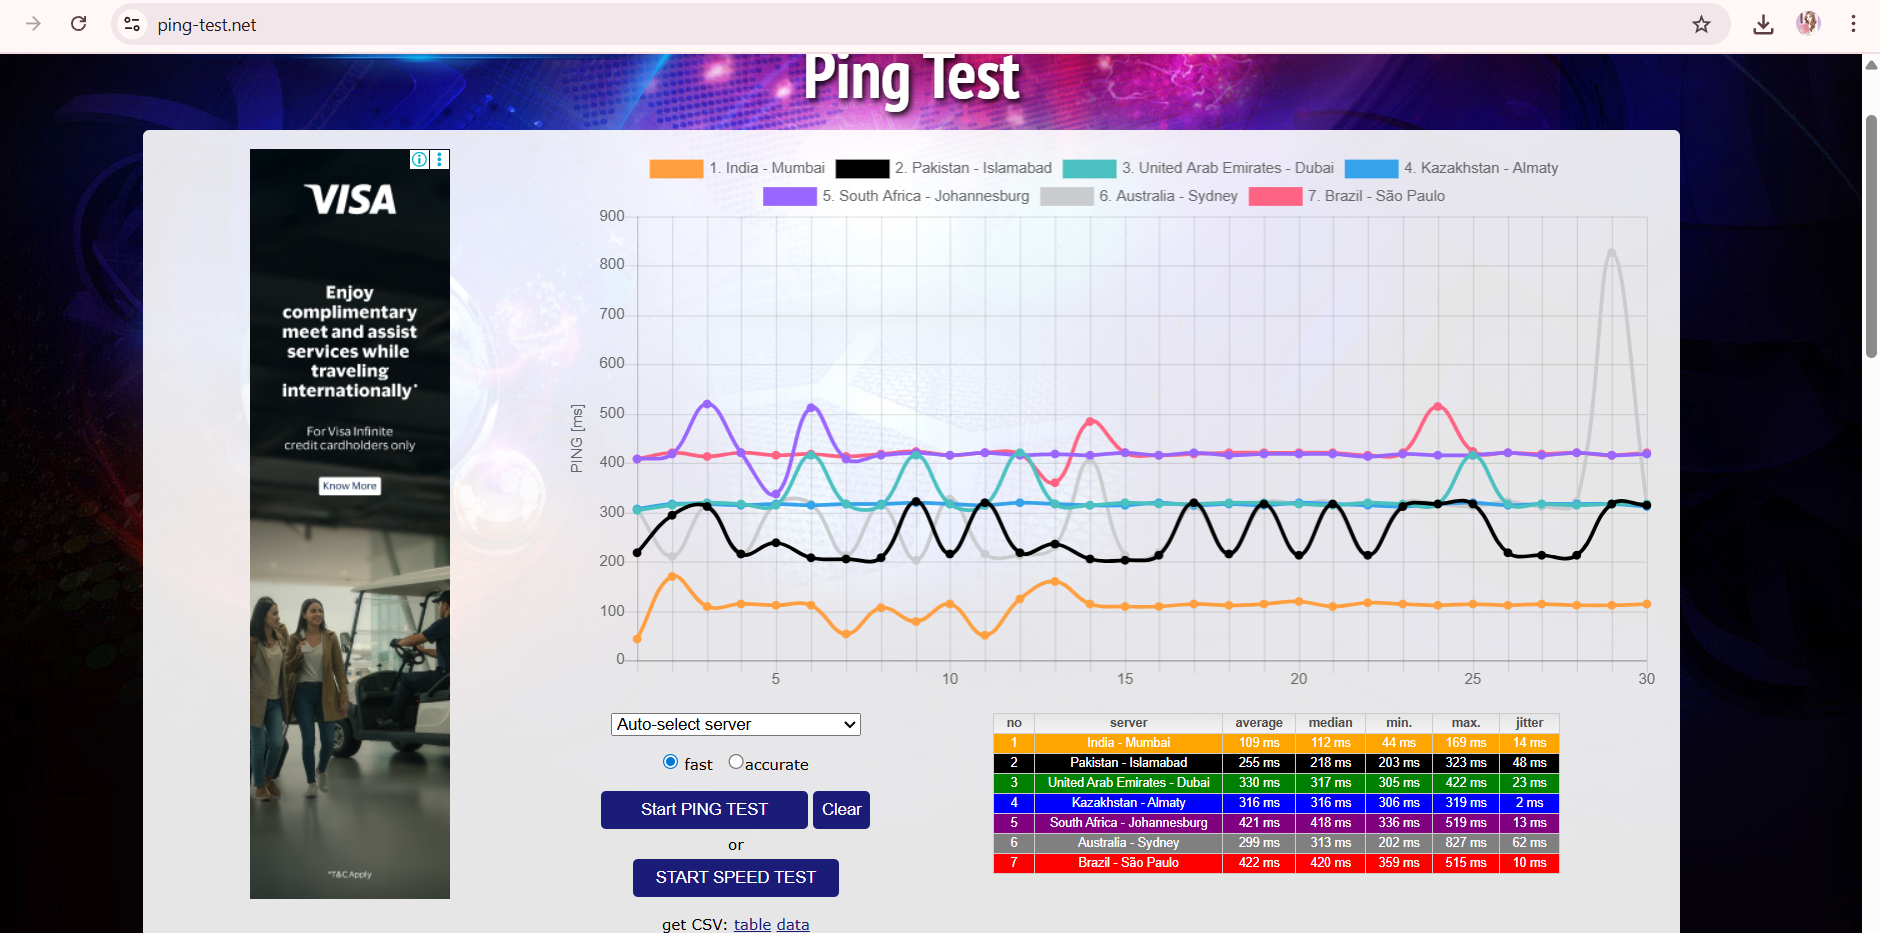 ping-test.net
Ping Test
VISA
Enjoy
complimentary
meet and assist
services while
traveling
internationally*
For Visa Infinite
credit cardholders only
Know More
*T&C Apply
1. India - Mumbai 2. Pakistan - Islamabad 3. United Arab Emirates - Dubai 4. Kazakhstan - Almaty
5. South Africa - Johannesburg 6. Australia - Sydney 7. Brazil - São Paulo
PING [ms]
900
800
700
600
500
400
300
200
100
0
5 10 15 20 25 30
Auto-select server
fast accurate
Start PING TEST Clear
or
START SPEED TEST
get CSV: table data
no server average median min. max. jitter
1 India - Mumbai 109 ms 112 ms 44 ms 169 ms 14 ms
2 Pakistan - Islamabad 255 ms 218 ms 203 ms 323 ms 48 ms
3 United Arab Emirates - Dubai 330 ms 317 ms 305 ms 422 ms 23 ms
4 Kazakhstan - Almaty 316 ms 316 ms 306 ms 319 ms 2 ms
5 South Africa - Johannesburg 421 ms 418 ms 336 ms 519 ms 13 ms
6 Australia - Sydney 299 ms 313 ms 202 ms 827 ms 62 ms
7 Brazil - São Paulo 422 ms 420 ms 359 ms 515 ms 10 ms